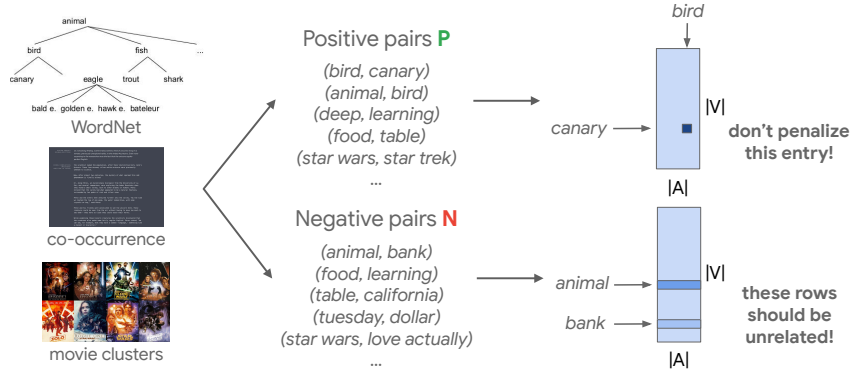 animal
bird
fish
...
canary
eagle
trout
shark
bald e.
golden e.
hawk e.
bateleur
WordNet
co-occurrence
movie clusters
Positive pairs P
(bird, canary)
(animal, bird)
(deep, learning)
(food, table)
(star wars, star trek)
...
Negative pairs N
(animal, bank)
(food, learning)
(table, california)
(tuesday, dollar)
(star wars, love actually)
...
bird
canary
|V|
|A|
don't penalize
this entry!
animal
bank
|V|
|A|
these rows
should be
unrelated!